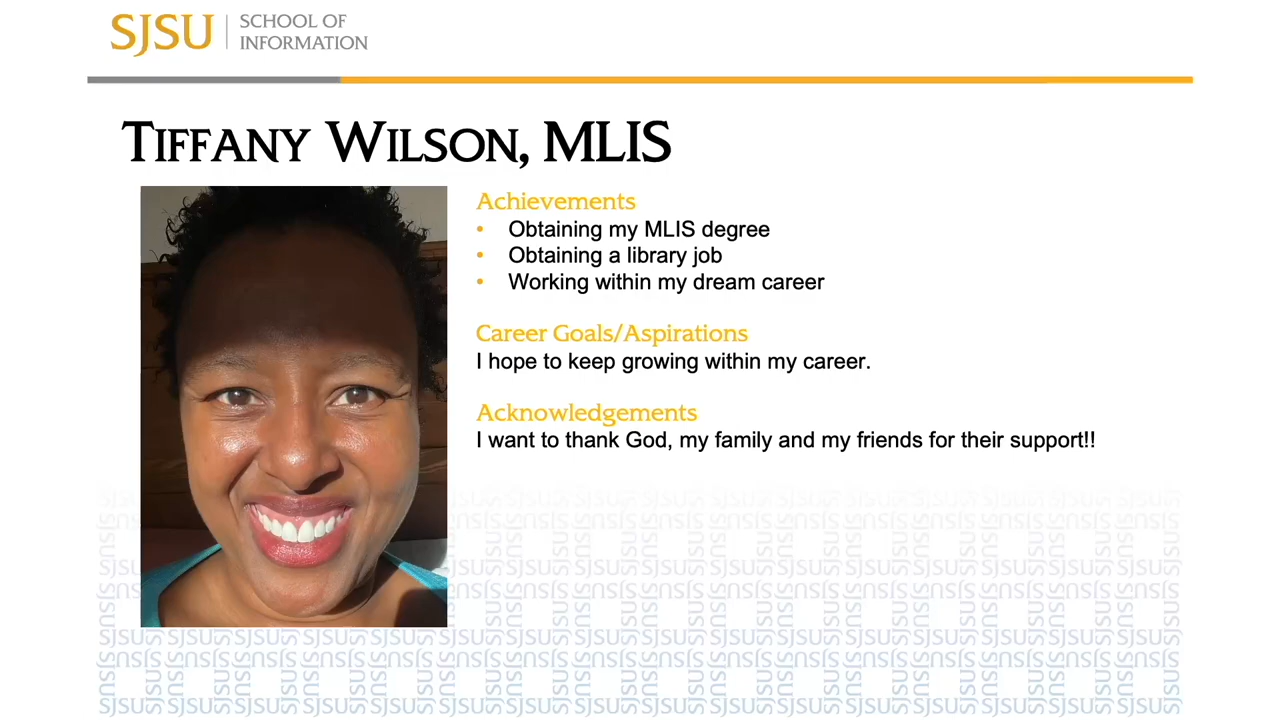 SJSU
SCHOOL OF
INFORMATION
TIFFANY WILSON, MLIS
Achievements
• Obtaining my MLIS degree
• Obtaining a library job
• Working within my dream career
Career Goals/Aspirations
I hope to keep growing within my career.
Acknowledgements
I want to thank God, my family and my friends for their support!!